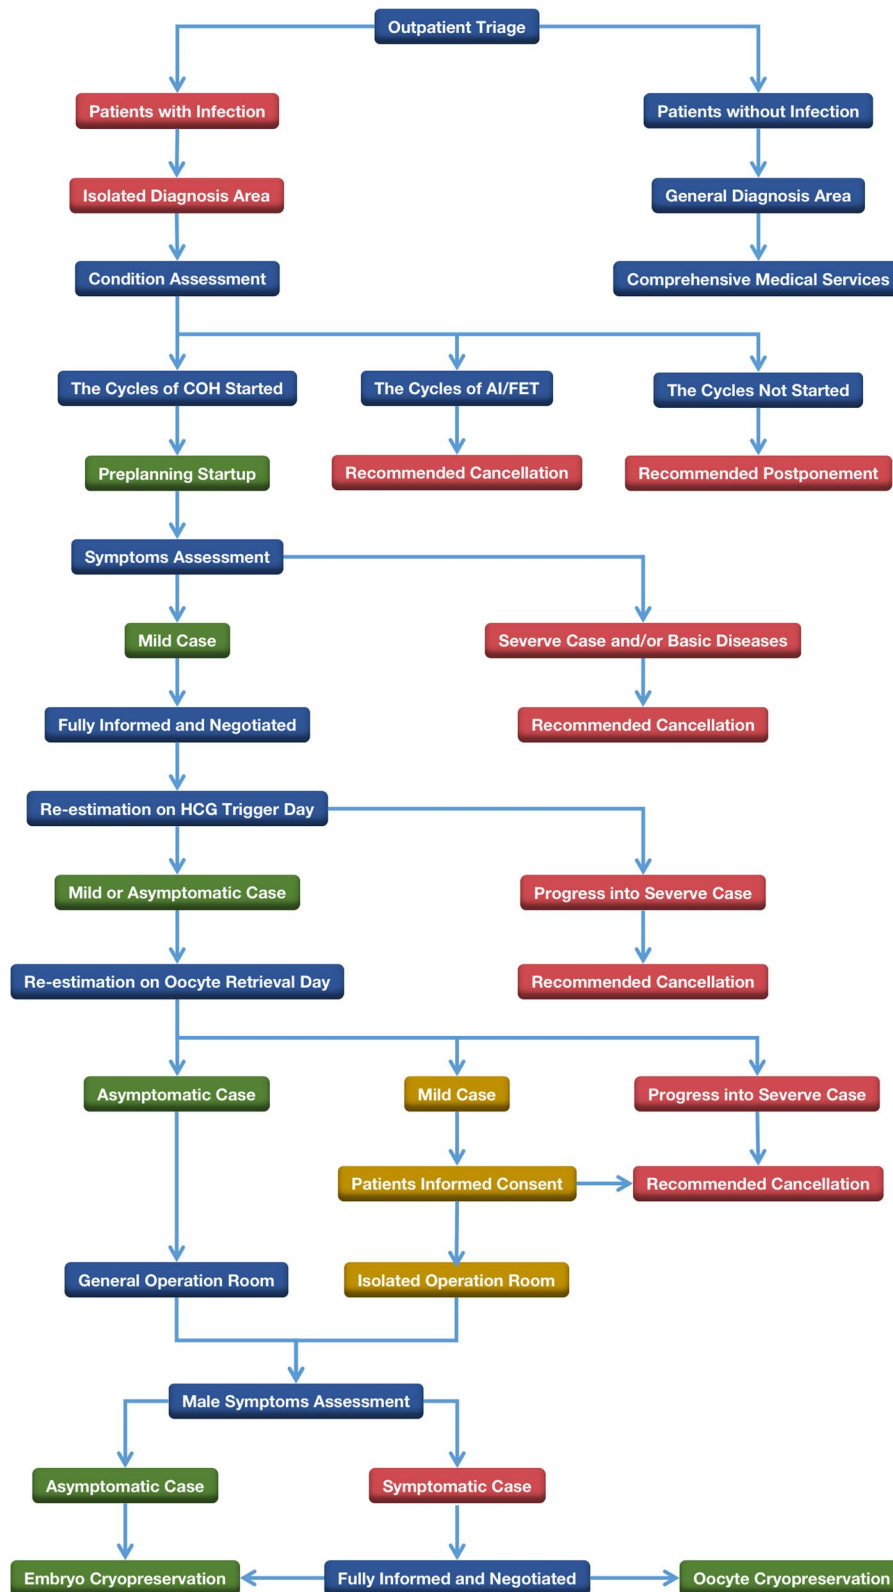 Outpatient Triage
Patients with Infection
Patients without Infection
Isolated Diagnosis Area
General Diagnosis Area
Condition Assessment
Comprehensive Medical Services
The Cycles of COH Started
The Cycles of AI/FET
The Cycles Not Started
Preplanning Startup
Recommended Cancellation
Recommended Postponement
Symptoms Assessment
Mild Case
Severve Case and/or Basic Diseases
Fully Informed and Negotiated
Recommended Cancellation
Re-estimation on HCG Trigger Day
Mild or Asymptomatic Case
Progress into Severve Case
Re-estimation on Oocyte Retrieval Day
Recommended Cancellation
Asymptomatic Case
Mild Case
Progress into Severve Case
Patients Informed Consent
Recommended Cancellation
General Operation Room
Isolated Operation Room
Male Symptoms Assessment
Asymptomatic Case
Symptomatic Case
Embryo Cryopreservation
Fully Informed and Negotiated
Oocyte Cryopreservation